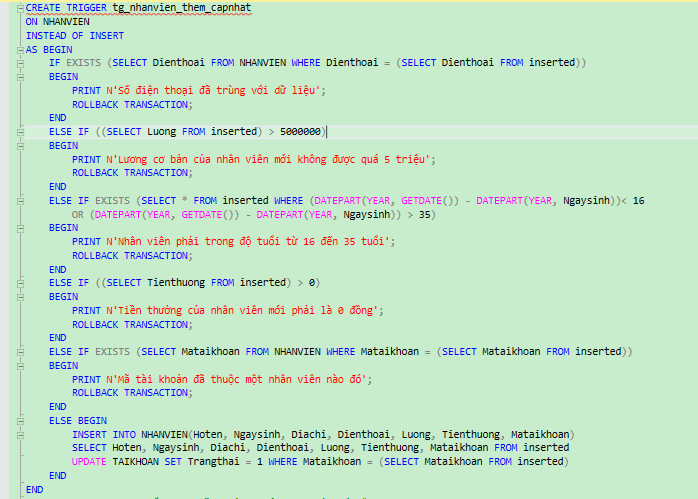 CREATE TRIGGER tg_nhanvien_them_capnhat
ON NHANVIEN
INSTEAD OF INSERT
AS BEGIN
IF EXISTS (SELECT Dienthoai FROM NHANVIEN WHERE Dienthoai = (SELECT Dienthoai FROM inserted))
BEGIN
PRINT N'Số điện thoại đã trùng với dữ liệu';
ROLLBACK TRANSACTION;
END
ELSE IF ((SELECT Luong FROM inserted) > 5000000)
BEGIN
PRINT N'Lương cơ bản của nhân viên mới không được quá 5 triệu';
ROLLBACK TRANSACTION;
END
ELSE IF EXISTS (SELECT * FROM inserted WHERE (DATEPART(YEAR, GETDATE()) - DATEPART(YEAR, Ngaysinh))< 16
OR (DATEPART(YEAR, GETDATE()) - DATEPART(YEAR, Ngaysinh)) > 35)
BEGIN
PRINT N'Nhân viên phải trong độ tuổi từ 16 đến 35 tuổi';
ROLLBACK TRANSACTION;
END
ELSE IF ((SELECT Tienthuong FROM inserted) > 0)
BEGIN
PRINT N'Tiền thưởng của nhân viên mới phải là 0 đồng';
ROLLBACK TRANSACTION;
END
ELSE IF EXISTS (SELECT Mataikhoan FROM NHANVIEN WHERE Mataikhoan = (SELECT Mataikhoan FROM inserted))
BEGIN
PRINT N'Mã tài khoản đã thuộc một nhân viên nào đó';
ROLLBACK TRANSACTION;
END
ELSE BEGIN
INSERT INTO NHANVIEN(Hoten, Ngaysinh, Diachi, Dienthoai, Luong, Tienthuong, Mataikhoan)
SELECT Hoten, Ngaysinh, Diachi, Dienthoai, Luong, Tienthuong, Mataikhoan FROM inserted
UPDATE TAIKHOAN SET Trangthai = 1 WHERE Mataikhoan = (SELECT Mataikhoan FROM inserted)
END
END